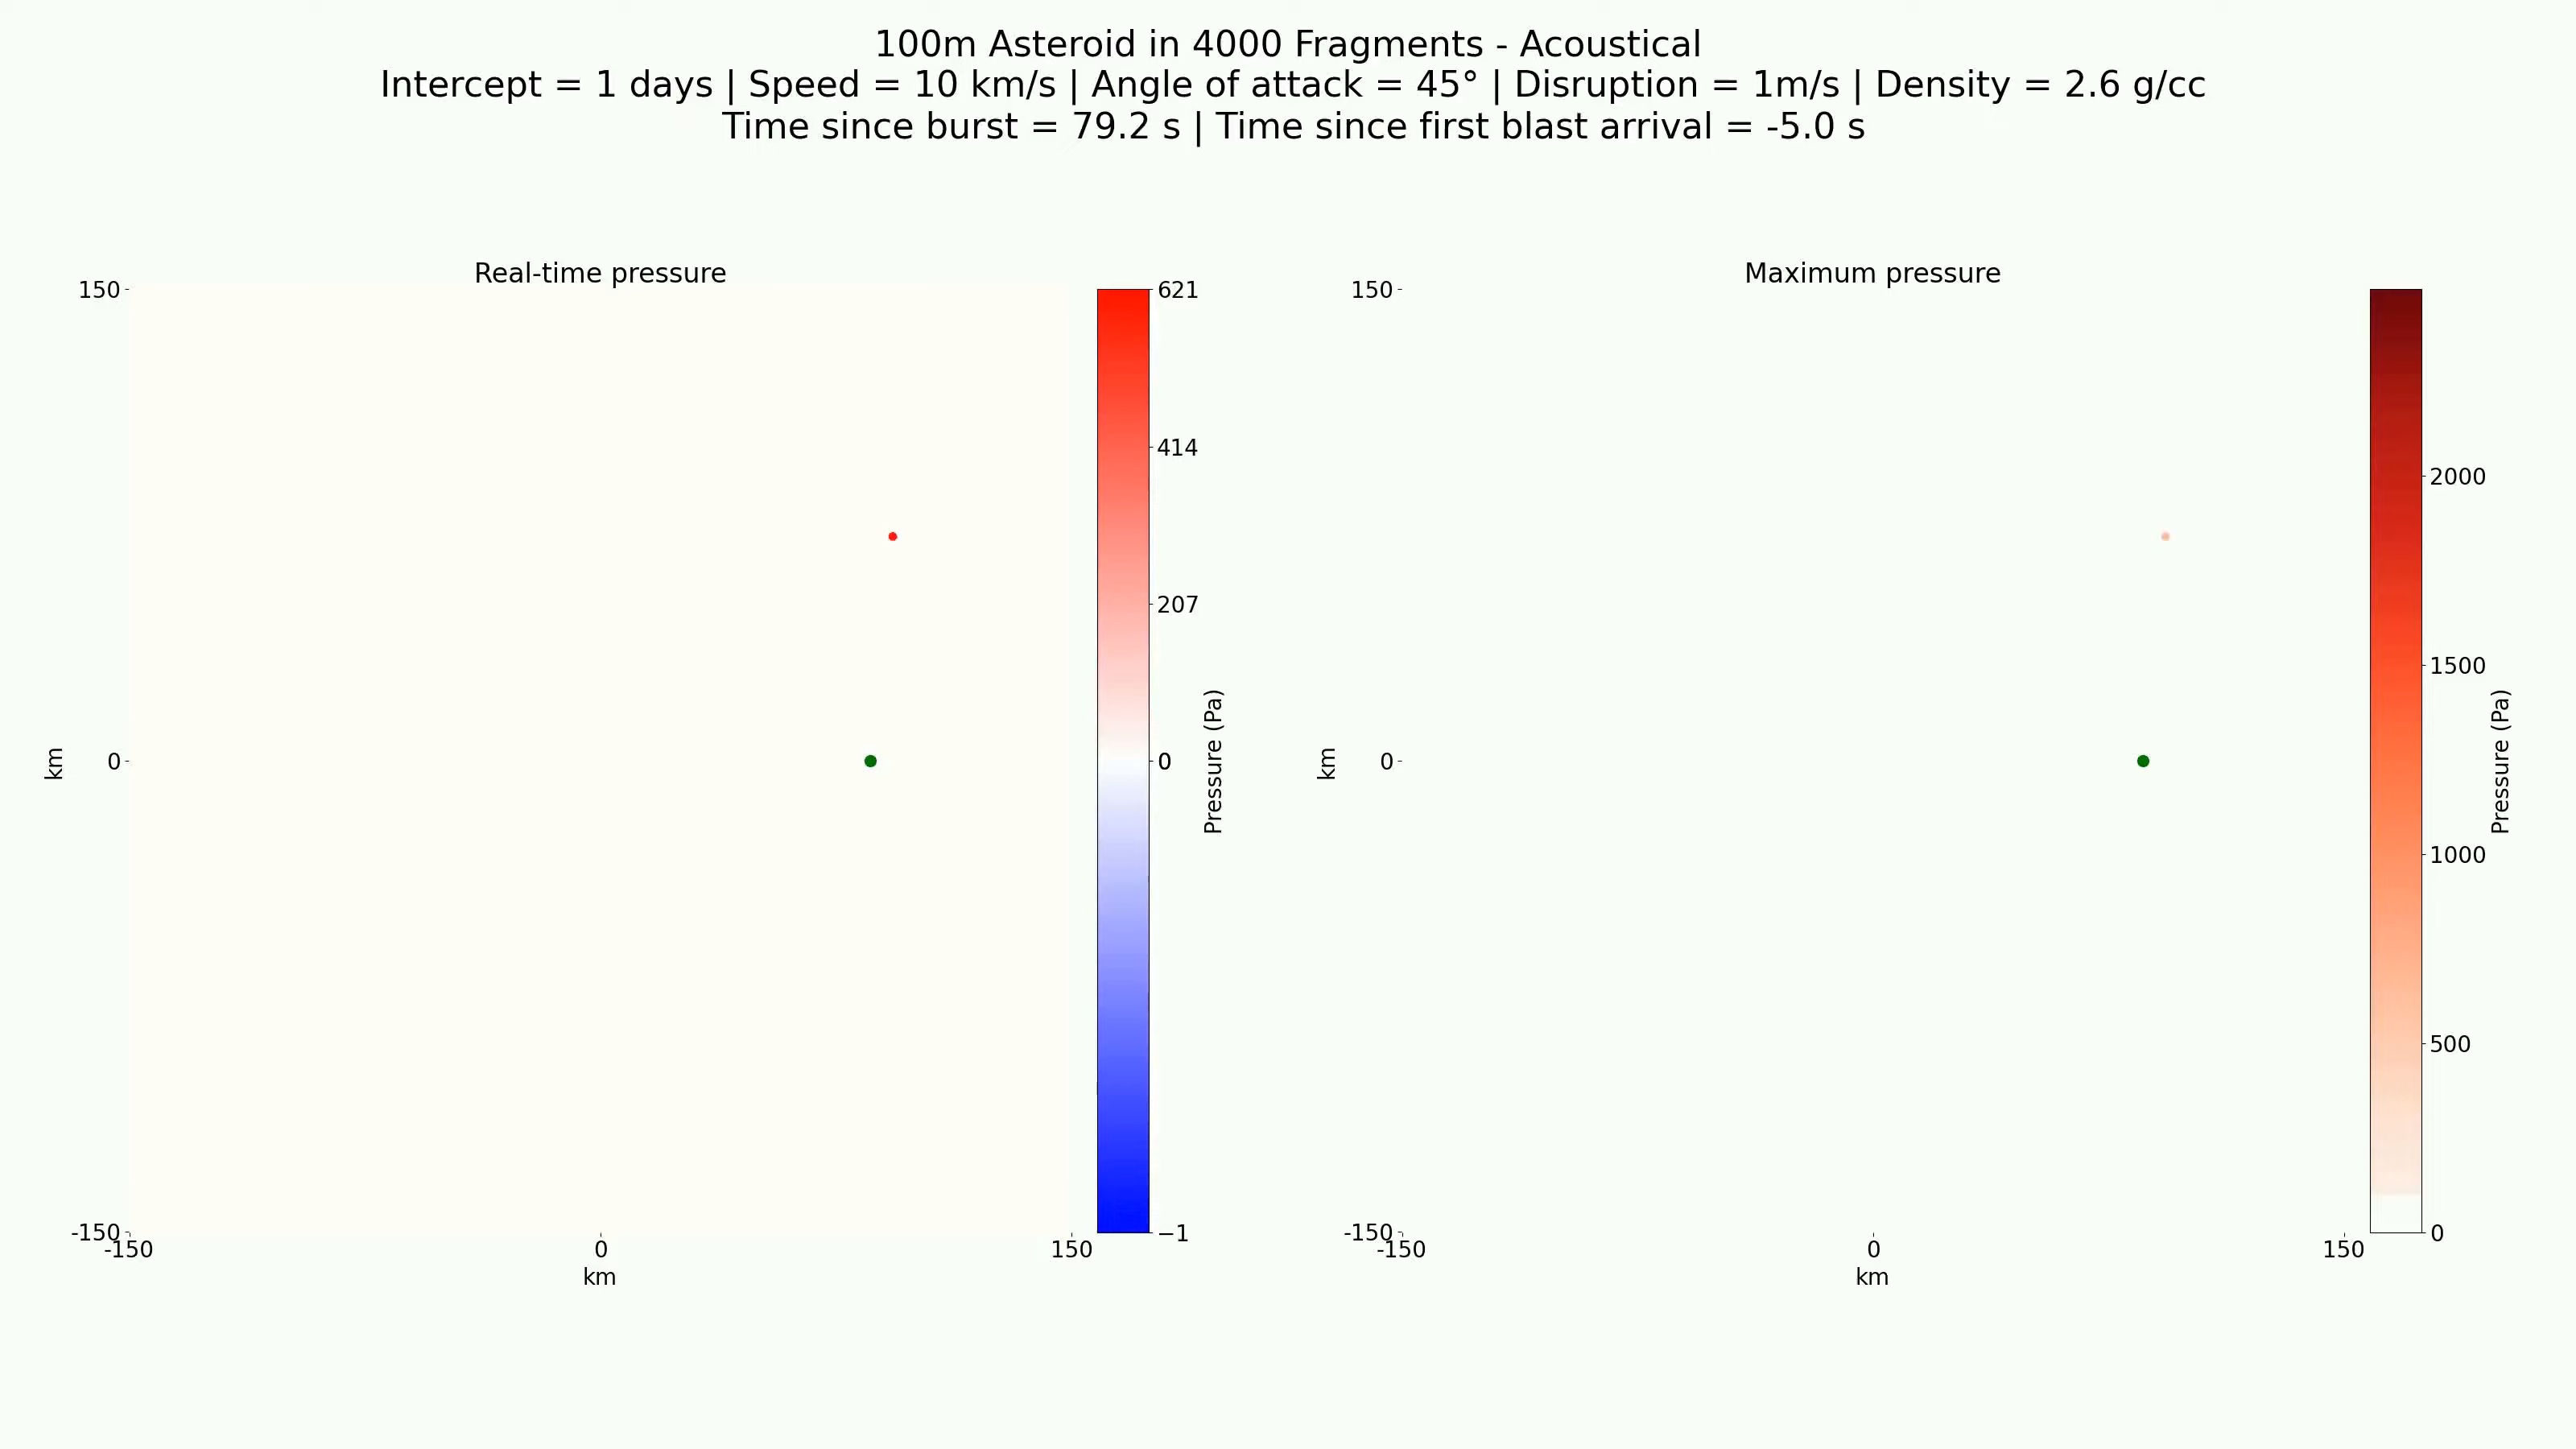 100m Asteroid in 4000 Fragments - Acoustical
Intercept = 1 days | Speed = 10 km/s | Angle of attack = 45° | Disruption = 1m/s | Density = 2.6 g/cc
Time since burst = 79.2 s | Time since first blast arrival = -5.0 s
Real-time pressure
150
0
-150
km
-150
0
150
km
621
414
207
0
−1
Pressure (Pa)
Maximum pressure
150
0
-150
km
-150
0
150
km
2000
1500
1000
500
0
Pressure (Pa)